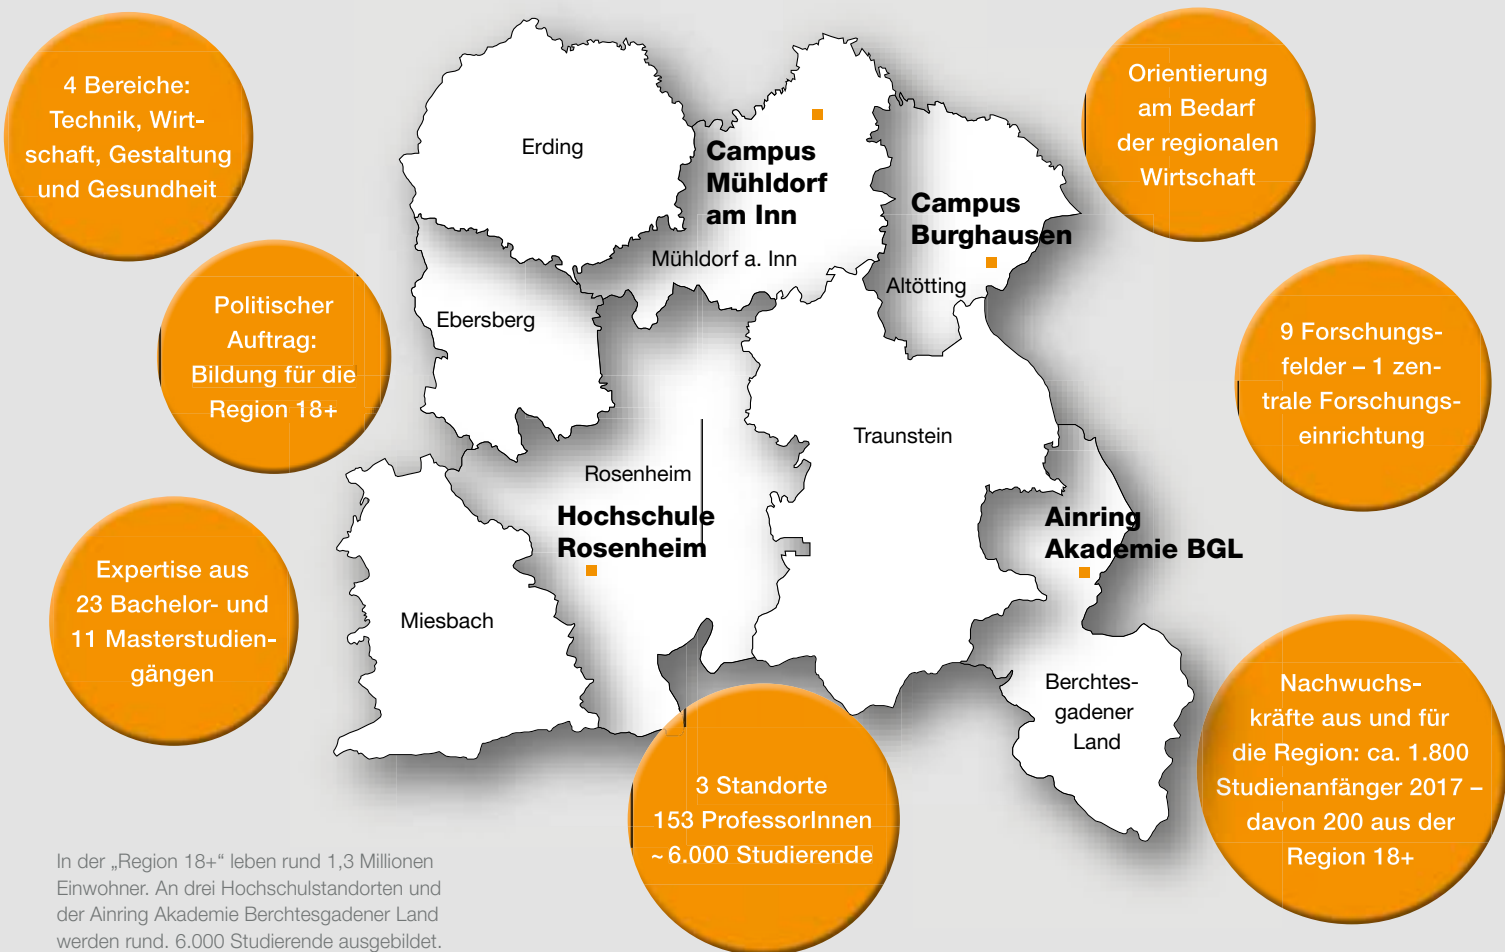 4 Bereiche:
Technik, Wirt-
schaft, Gestaltung
und Gesundheit
Politischer
Auftrag:
Bildung für die
Region 18+
Expertise aus
23 Bachelor- und
11 Masterstudien-
gängen
Erding
Campus
Mühldorf
am Inn
Mühldorf a. Inn
Campus
Burghausen
Altötting
Ebersberg
Rosenheim
Hochschule
Rosenheim
Traunstein
Ainring
Akademie BGL
Miesbach
Berchtes-
gadener
Land
Orientierung
am Bedarf
der regionalen
Wirtschaft
9 Forschungs-
felder – 1 zen-
trale Forschungs-
einrichtung
Nachwuchs-
kräfte aus und für
die Region: ca. 1.800
Studienanfänger 2017 –
davon 200 aus der
Region 18+
3 Standorte
153 ProfessorInnen
~ 6.000 Studierende
In der „Region 18+“ leben rund 1,3 Millionen
Einwohner. An drei Hochschulstandorten und
der Ainring Akademie Berchtesgadener Land
werden rund. 6.000 Studierende ausgebildet.